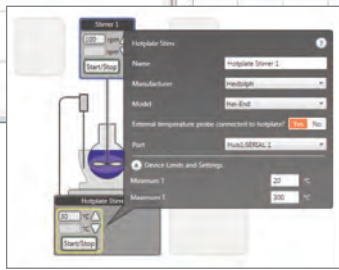 Stirrer 1
100 rpm
Start/Stop
Hotplate Stirrer
Name Hotplate Stirrer 1
Manufacturer Heidolph
Model Hei-End
External temperature probe connected to hotplate? Yes No
Port Hub1:SERIAL 1
Device Limits and Settings
Minimum T 20 °C
Maximum T 300 °C
Hotplate Stirre
30 °C
°C
Start/Stop